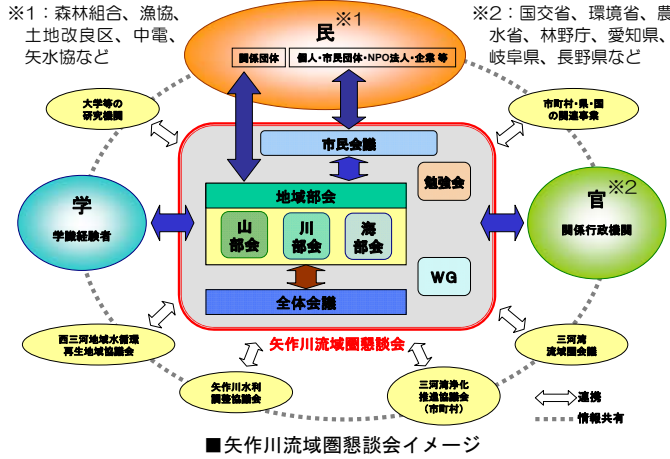 ※1：森林組合、漁協、
土地改良区、中電、
矢水協など
※1
民
関係団体
個人・市民団体・NPO法人・企業 等
※2：国交省、環境省、農
水省、林野庁、愛知県、
岐阜県、長野県など
大学等の
研究機関
市町村・県・国
の関連事業
市民会議
勉強会
地域部会
山
部会
川
部会
海
部会
WG
全体会議
学
学識経験者
官
※2
関係行政機関
矢作川流域圏懇談会
西三河地域水循環
再生地域協議会
矢作川水利
調整協議会
三河湾浄化
推進協議会
（市町村）
三河湾
流域圏会議
連携
情報共有
■矢作川流域圏懇談会イメージ